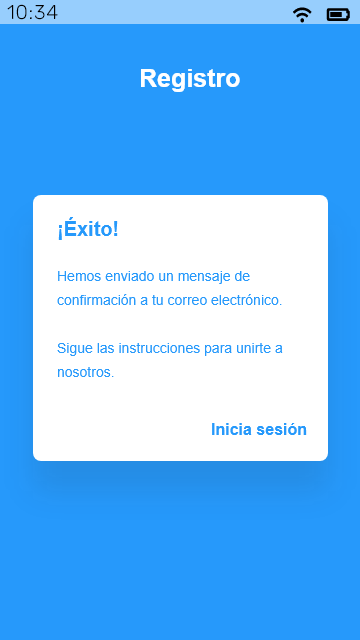 10:34
Registro
¡Éxito!
Hemos enviado un mensaje de
confirmación a tu correo electrónico.
Sigue las instrucciones para unirte a
nosotros.
Inicia sesión